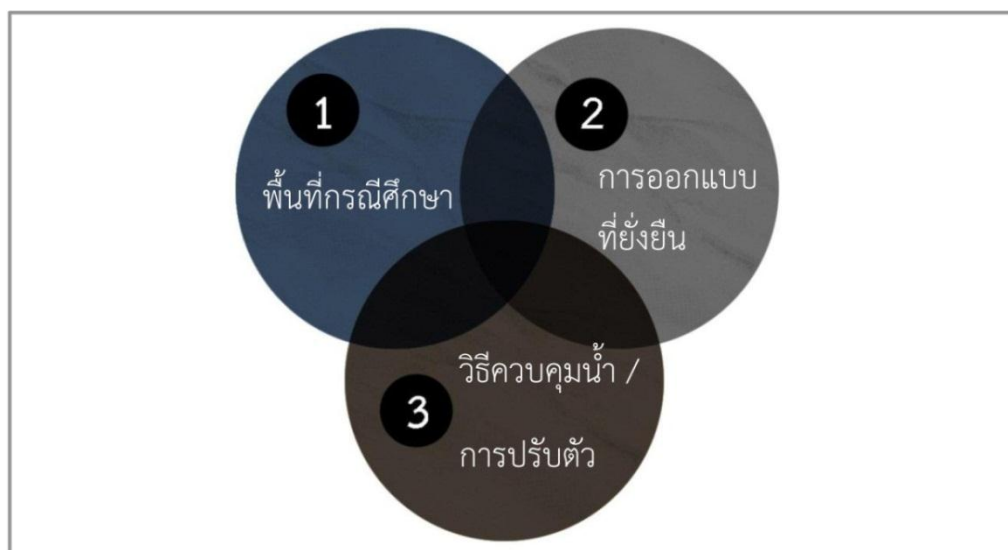 1
พื้นที่กรณีศึกษา
2
การออกแบบ
ที่ยั่งยืน
3
วิธีควบคุมน้ำ /
การปรับตัว